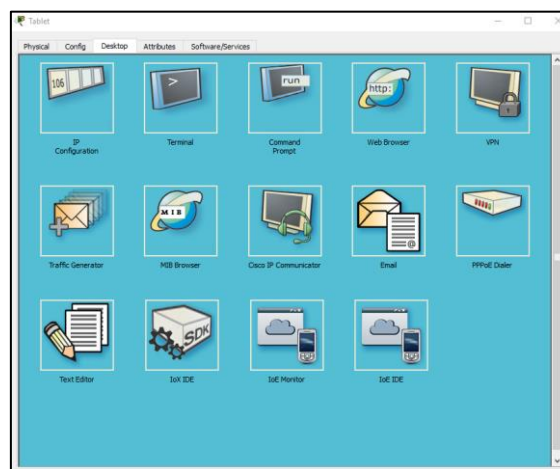 Tablet
Physical Config Desktop Attributes Software/Services
106
>
run
http:
IP
Configuration
Terminal
Command
Prompt
Web Browser
VPN
MIB
@
Traffic Generator
MIB Browser
Cisco IP Communicator
Email
PPPoE Dialer
SDK
Text Editor
IoX IDE
IoE Monitor
IoE IDE